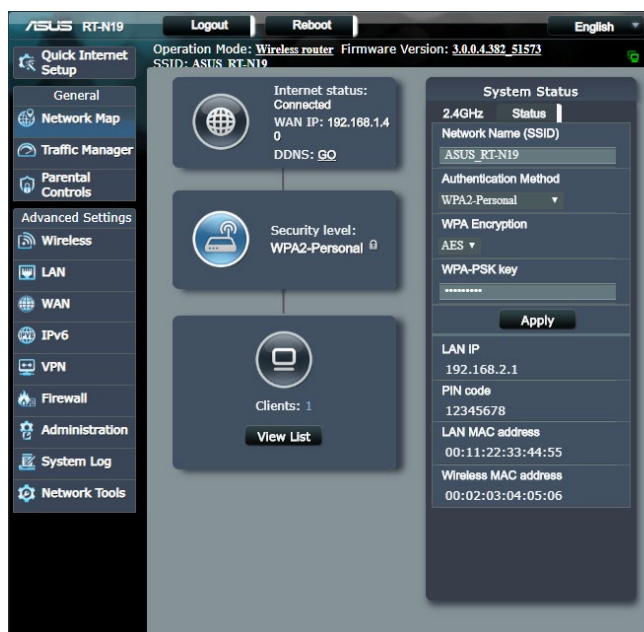 ASUS RT-N19 Logout Reboot English
Quick Internet Setup
General
Network Map
Traffic Manager
Parental Controls
Advanced Settings
Wireless
LAN
WAN
IPv6
VPN
Firewall
Administration
System Log
Network Tools
Operation Mode: Wireless router Firmware Version: 3.0.0.4.382_51573
SSID: ASUS_RT-N19
Internet status:
Connected
WAN IP: 192.168.1.4
0
DDNS: GO
Security level:
WPA2-Personal
Clients: 1
View List
System Status
2.4GHz Status
Network Name (SSID)
ASUS_RT-N19
Authentication Method
WPA2-Personal
WPA Encryption
AES
WPA-PSK key
Apply
LAN IP
192.168.2.1
PIN code
12345678
LAN MAC address
00:11:22:33:44:55
Wireless MAC address
00:02:03:04:05:06